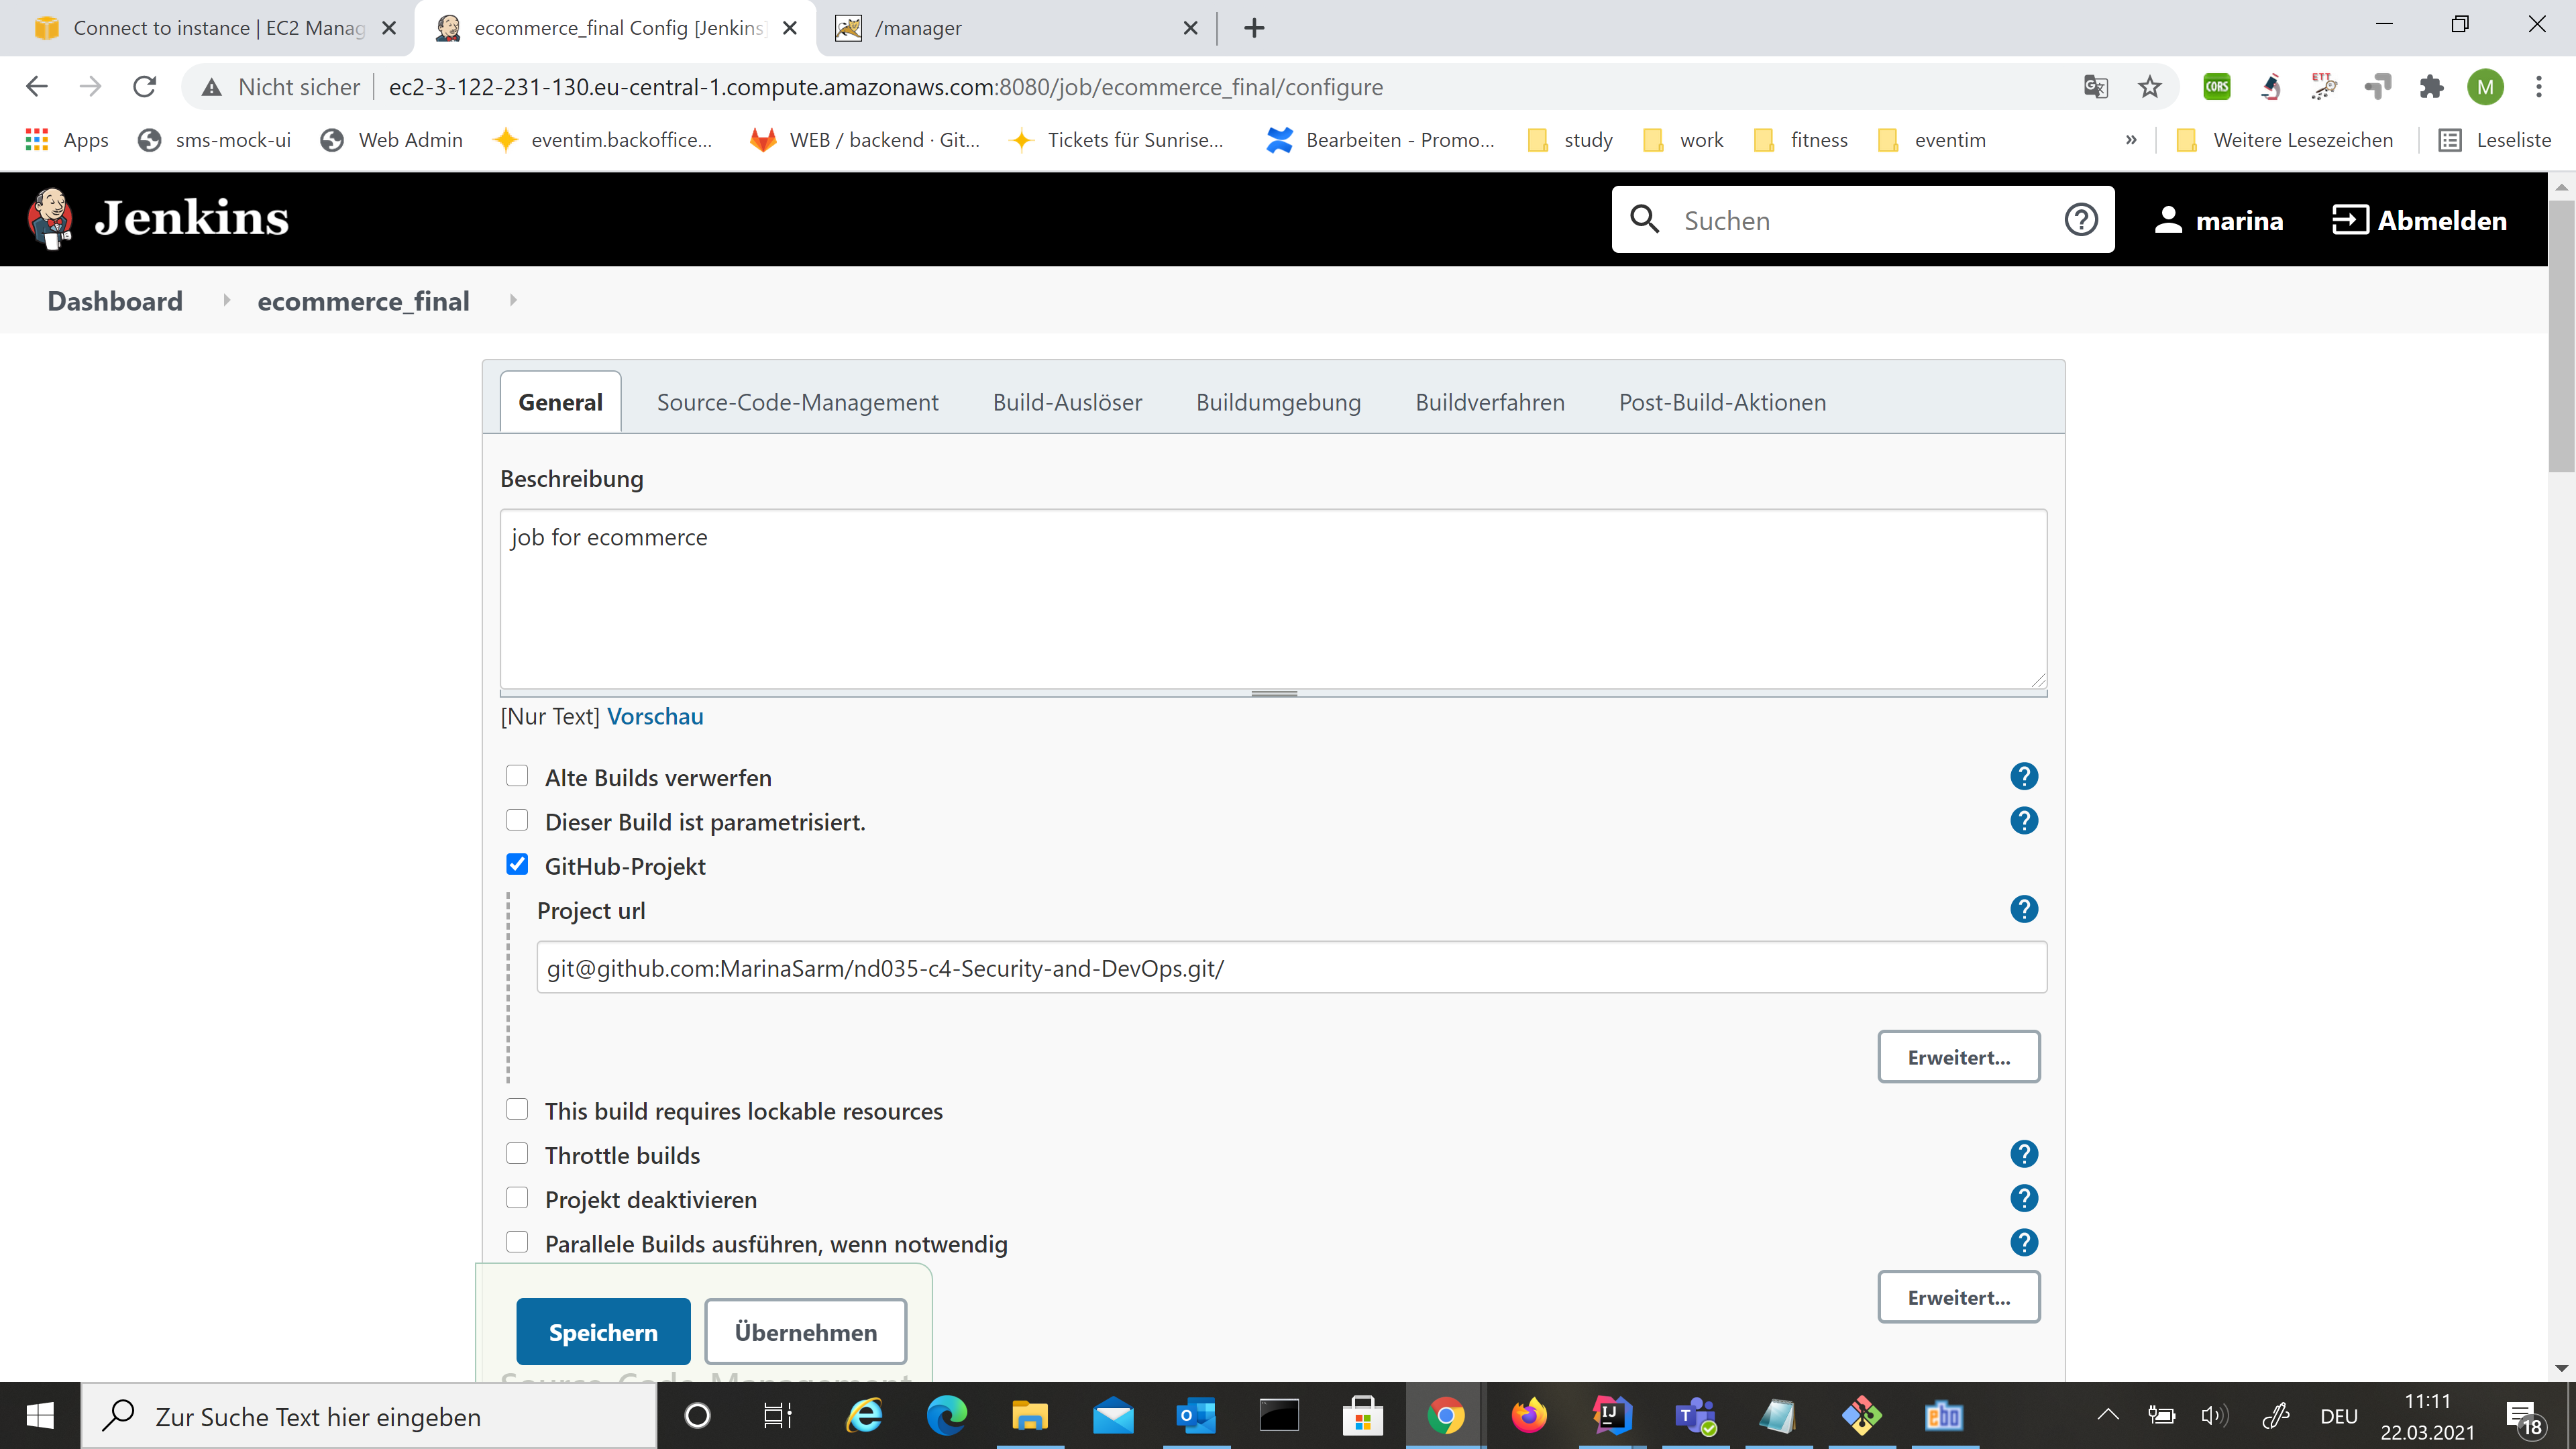 Connect to instance | EC2 Manag
ecommerce_final Config [Jenkins]
/manager
Nicht sicher
ec2-3-122-231-130.eu-central-1.compute.amazonaws.com:8080/job/ecommerce_final/configure
CORS
ETT
M
Apps
sms-mock-ui
Web Admin
eventim.backoffice...
WEB / backend · Git...
Tickets für Sunrise...
Bearbeiten - Promo...
study
work
fitness
eventim
»
Weitere Lesezeichen
Leseliste
Jenkins
Suchen
marina
Abmelden
Dashboard
ecommerce_final
General
Source-Code-Management
Build-Auslöser
Buildumgebung
Buildverfahren
Post-Build-Aktionen
Beschreibung
job for ecommerce
[Nur Text] Vorschau
Alte Builds verwerfen
Dieser Build ist parametrisiert.
GitHub-Projekt
Project url
git@github.com:MarinaSarm/nd035-c4-Security-and-DevOps.git/
Erweitert...
This build requires lockable resources
Throttle builds
Projekt deaktivieren
Parallele Builds ausführen, wenn notwendig
Erweitert...
Speichern
Übernehmen
Source-Code-Management
Zur Suche Text hier eingeben
ebo
DEU
11:11
22.03.2021
18